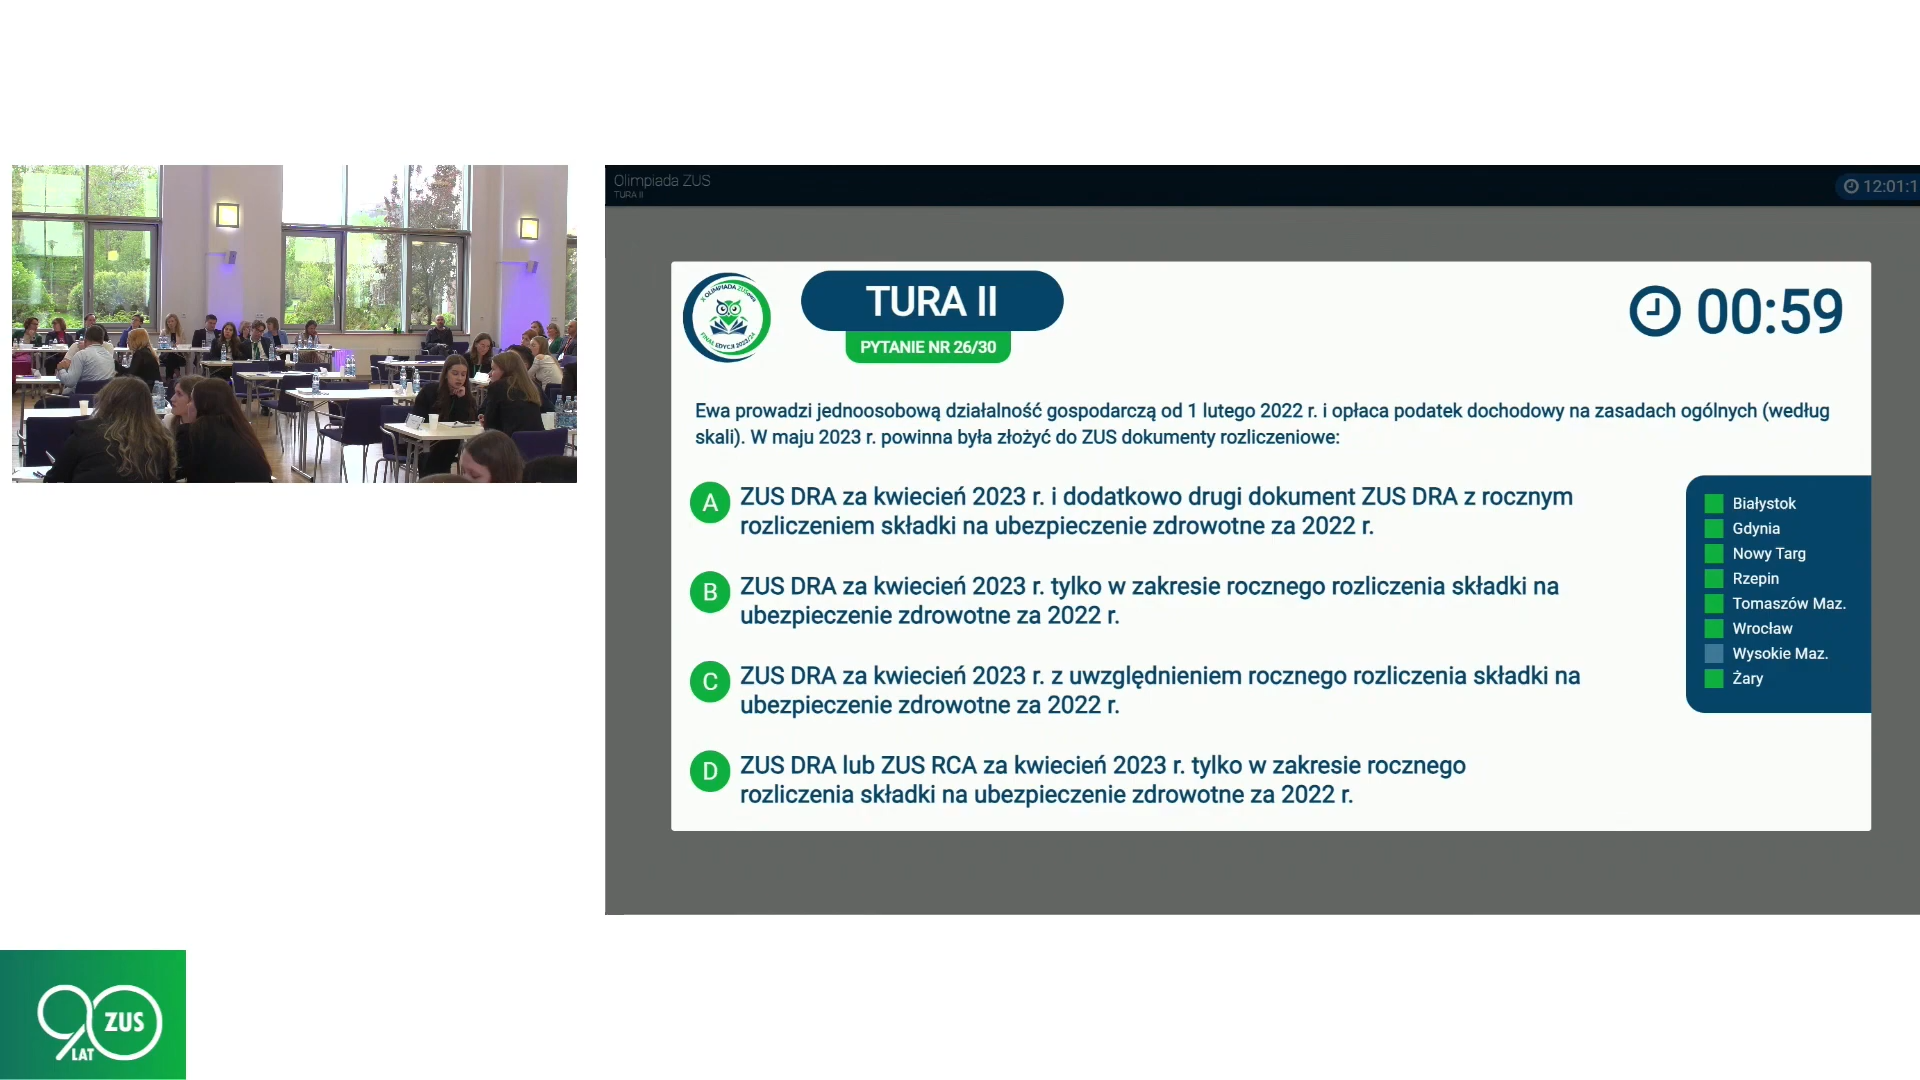 Olimpiada ZUS
TURA II
12:01:1
X OLIMPIADA ZUSowa
FINAŁ EDYCJI 2023/24
TURA II
PYTANIE NR 26/30
00:59
Ewa prowadzi jednoosobową działalność gospodarczą od 1 lutego 2022 r. i opłaca podatek dochodowy na zasadach ogólnych (według
skali). W maju 2023 r. powinna była złożyć do ZUS dokumenty rozliczeniowe:
A ZUS DRA za kwiecień 2023 r. i dodatkowo drugi dokument ZUS DRA z rocznym
rozliczeniem składki na ubezpieczenie zdrowotne za 2022 r.
B ZUS DRA za kwiecień 2023 r. tylko w zakresie rocznego rozliczenia składki na
ubezpieczenie zdrowotne za 2022 r.
C ZUS DRA za kwiecień 2023 r. z uwzględnieniem rocznego rozliczenia składki na
ubezpieczenie zdrowotne za 2022 r.
D ZUS DRA lub ZUS RCA za kwiecień 2023 r. tylko w zakresie rocznego
rozliczenia składki na ubezpieczenie zdrowotne za 2022 r.
Białystok
Gdynia
Nowy Targ
Rzepin
Tomaszów Maz.
Wrocław
Wysokie Maz.
Żary
90 ZUS
LAT